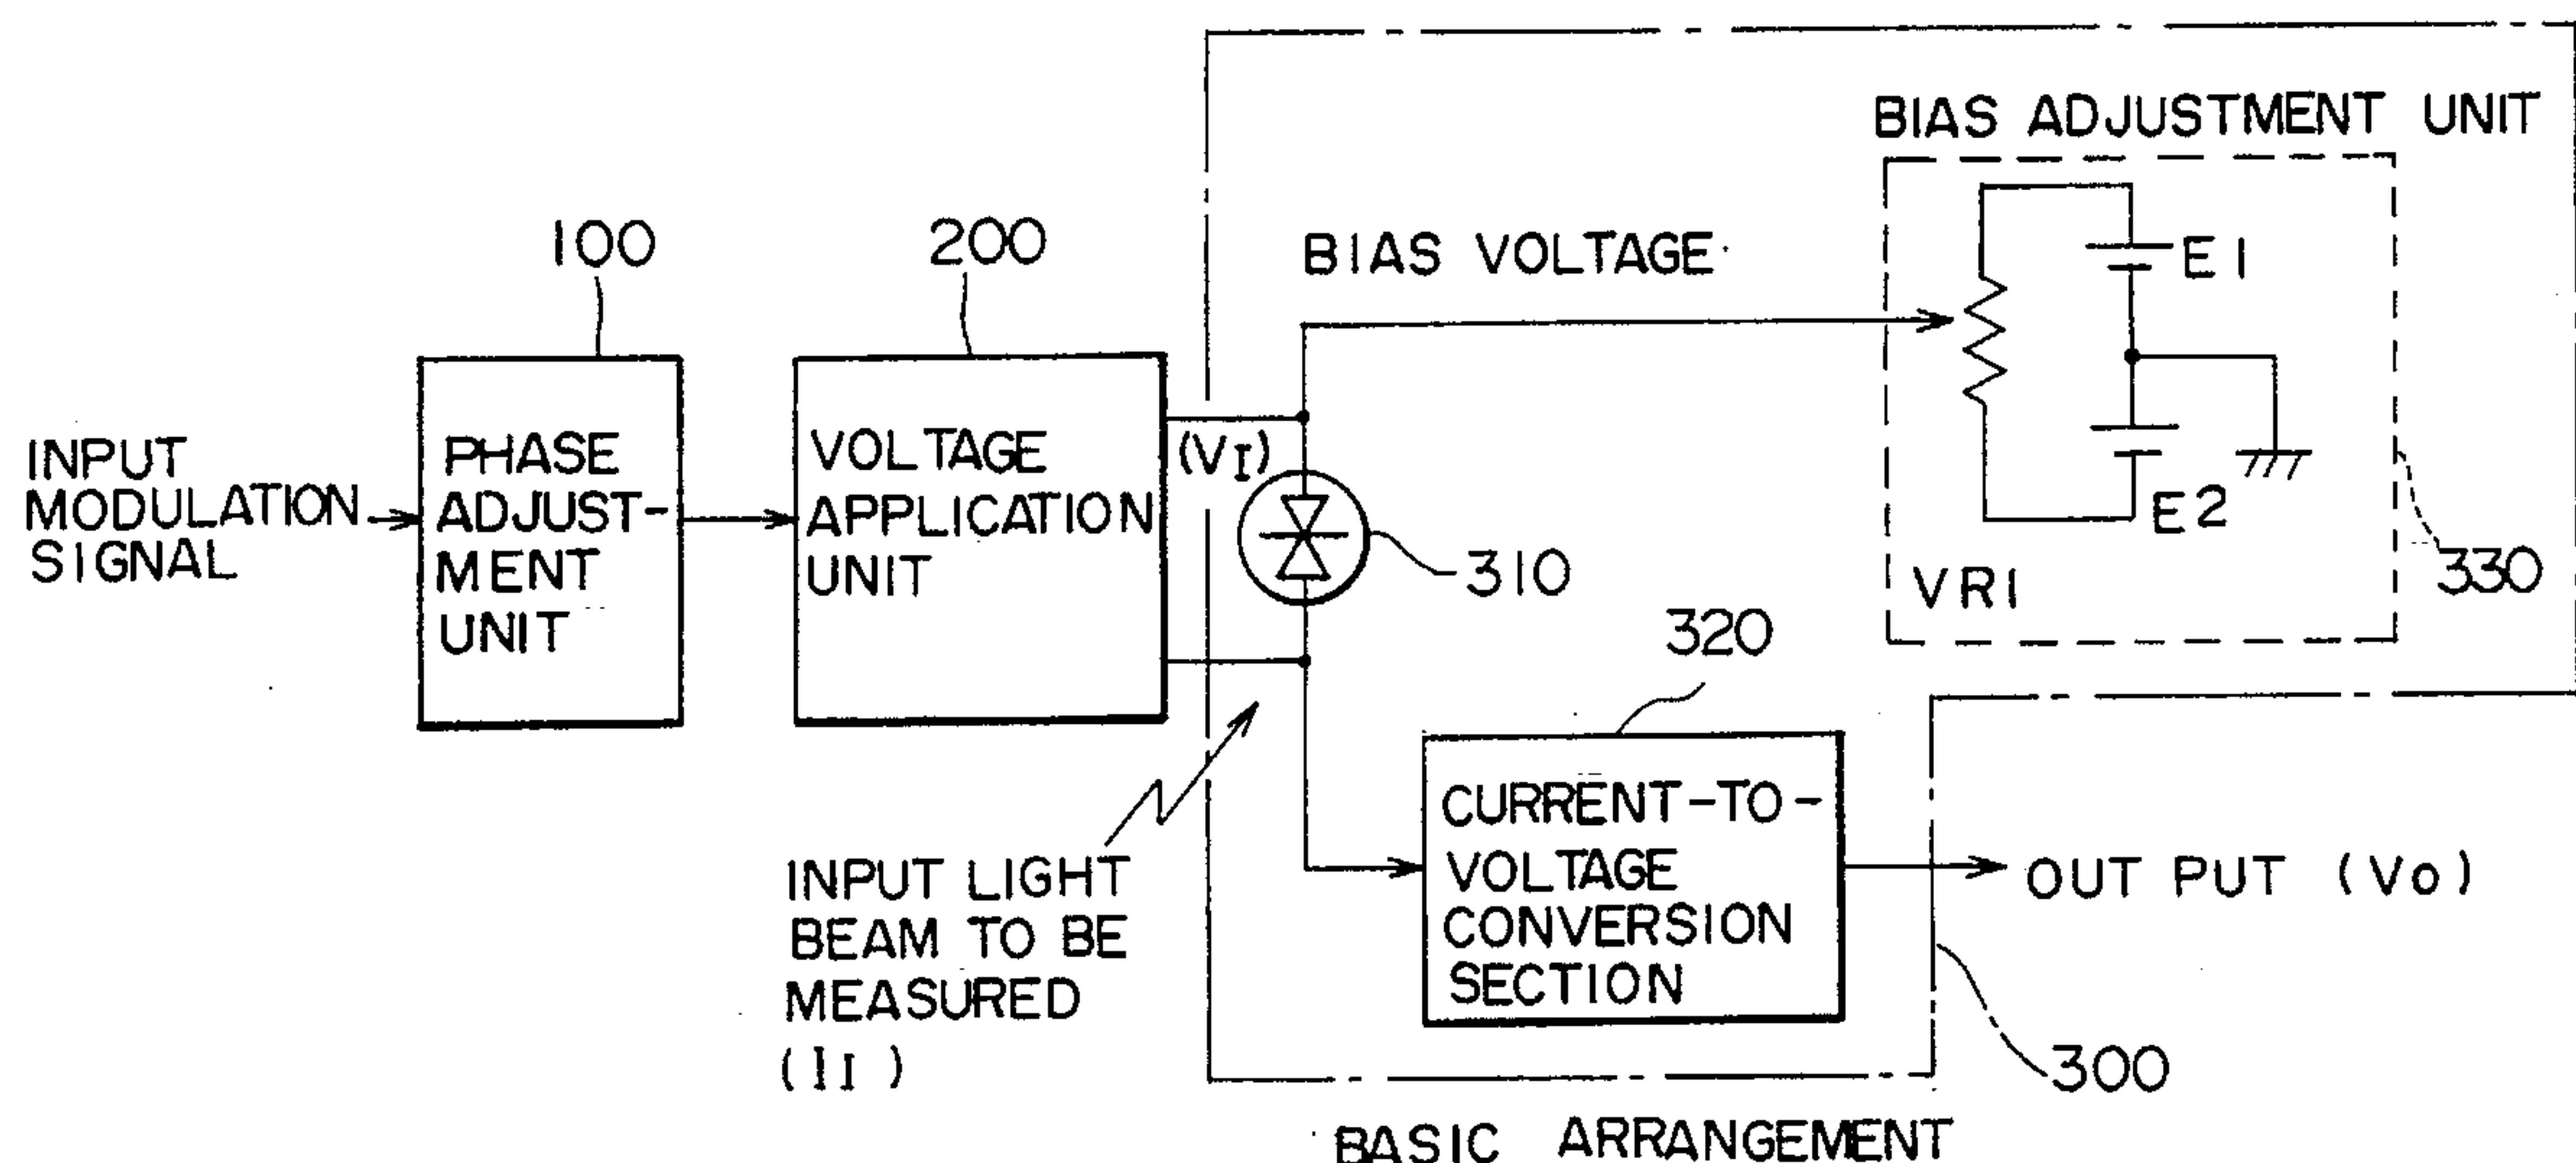 BIAS ADJUSTMENT UNIT
E1
E2
VR1
330
100
200
BIAS VOLTAGE
INPUT
MODULATION
SIGNAL
PHASE
ADJUST-
MENT
UNIT
VOLTAGE
APPLICATION
UNIT
(VI)
310
320
CURRENT-TO-
VOLTAGE
CONVERSION
SECTION
INPUT LIGHT
BEAM TO BE
MEASURED
(II)
OUT PUT (Vo)
300
BASIC ARRANGEMENT